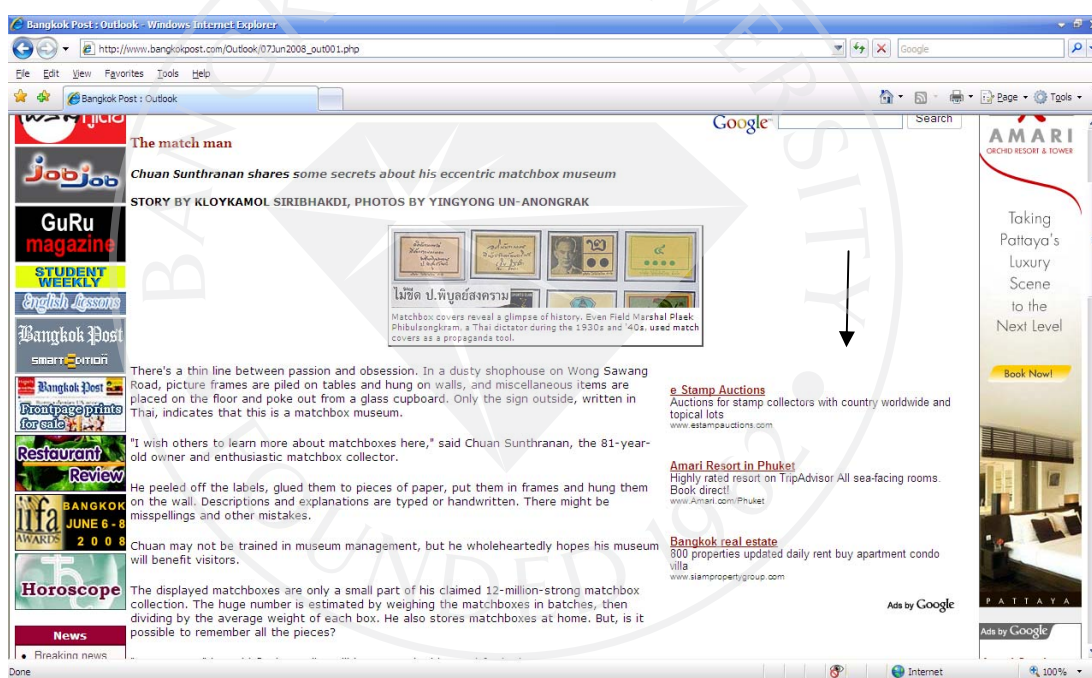 Bangkok Post : Outlook - Windows Internet Explorer
http://www.bangkokpost.com/Outlook/07Jun2008_out001.php
Google
File Edit View Favorites Tools Help
Bangkok Post : Outlook
Page Tools
Google Search
The match man
Chuan Sunthranan shares some secrets about his eccentric matchbox museum
STORY BY KLOYKAMOL SIRIBHAKDI, PHOTOS BY YINGYONG UN-ANONGRAK
ไม้ขีด ป.พิบูลย์สงคราม
Matchbox covers reveal a glimpse of history. Even Field Marshal Plaek
Phibulsongkram, a Thai dictator during the 1930s and '40s, used match
covers as a propaganda tool.
There's a thin line between passion and obsession. In a dusty shophouse on Wong Sawang
Road, picture frames are piled on tables and hung on walls, and miscellaneous items are
placed on the floor and poke out from a glass cupboard. Only the sign outside, written in
Thai, indicates that this is a matchbox museum.
"I wish others to learn more about matchboxes here," said Chuan Sunthranan, the 81-year-
old owner and enthusiastic matchbox collector.
He peeled off the labels, glued them to pieces of paper, put them in frames and hung them
on the wall. Descriptions and explanations are typed or handwritten. There might be
misspellings and other mistakes.
Chuan may not be trained in museum management, but he wholeheartedly hopes his museum
will benefit visitors.
The displayed matchboxes are only a small part of his claimed 12-million-strong matchbox
collection. The huge number is estimated by weighing the matchboxes in batches, then
dividing by the average weight of each box. He also stores matchboxes at home. But, is it
possible to remember all the pieces?
job job
GuRu
magazine
STUDENT
WEEKLY
English Lessons
Bangkok Post
smart Edition
Bangkok Post
Frontpage prints
for sale
Restaurant
Review
iifa
AWARDS
BANGKOK
JUNE 6 - 8
2 0 0 8
Horoscope
News
Breaking news
e Stamp Auctions
Auctions for stamp collectors with country worldwide and
topical lots
www.estampauctions.com
Amari Resort in Phuket
Highly rated resort on TripAdvisor All sea-facing rooms.
Book direct!
www.Amari.com/Phuket
Bangkok real estate
800 properties updated daily rent buy apartment condo
villa
www.siampropertygroup.com
Ads by Google
AMARI
ORCHID RESORT & TOWER
Taking
Pattaya's
Luxury
Scene
to the
Next Level
Book Now!
PATTAYA
Ads by Google
Done
Internet
100%
BANGKOK UNIVERSITY
FOUNDED 1962